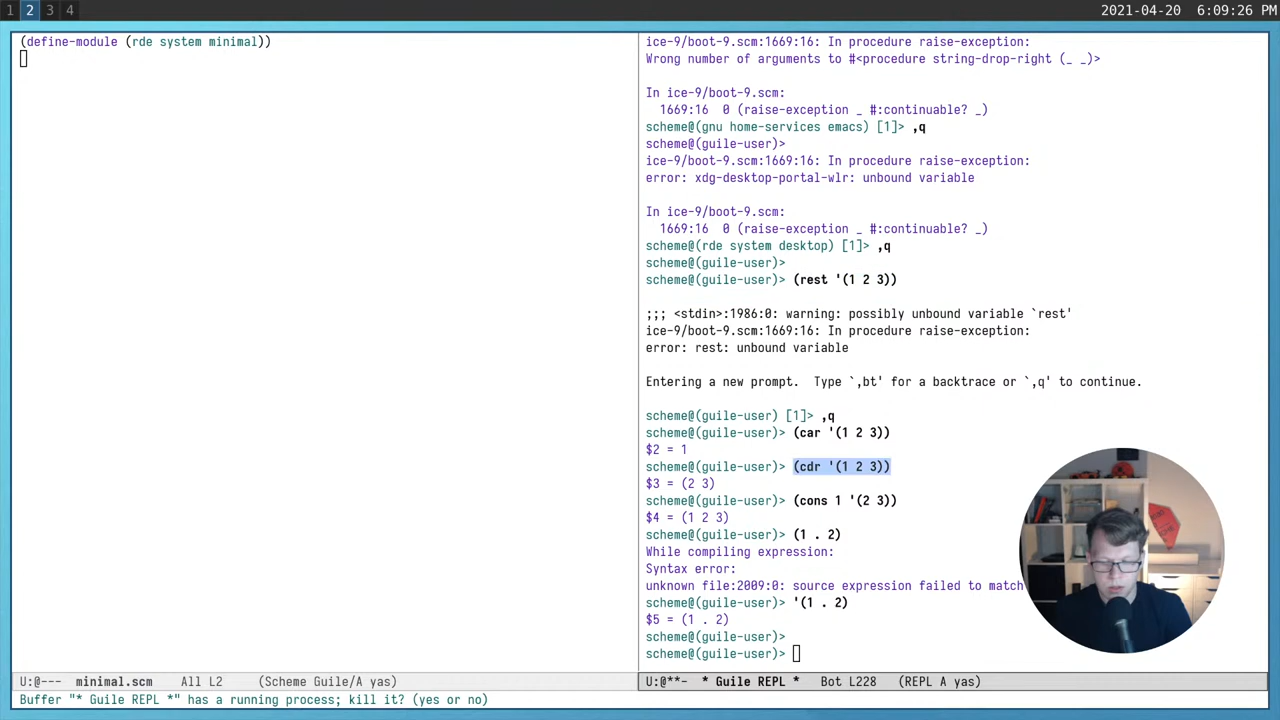 1 2 3 4 2021-04-20 6:09:26 PM
(define-module (rde system minimal))
ice-9/boot-9.scm:1669:16: In procedure raise-exception:
Wrong number of arguments to #<procedure string-drop-right (_ _)>
In ice-9/boot-9.scm:
1669:16 0 (raise-exception _ #:continuable? _)
scheme@(gnu home-services emacs) [1]> ,q
scheme@(guile-user)>
ice-9/boot-9.scm:1669:16: In procedure raise-exception:
error: xdg-desktop-portal-wlr: unbound variable
In ice-9/boot-9.scm:
1669:16 0 (raise-exception _ #:continuable? _)
scheme@(rde system desktop) [1]> ,q
scheme@(guile-user)>
scheme@(guile-user)> (rest '(1 2 3))
;;; <stdin>:1986:0: warning: possibly unbound variable `rest'
ice-9/boot-9.scm:1669:16: In procedure raise-exception:
error: rest: unbound variable
Entering a new prompt.  Type `,bt' for a backtrace or `,q' to continue.
scheme@(guile-user) [1]> ,q
scheme@(guile-user)> (car '(1 2 3))
$2 = 1
scheme@(guile-user)> (cdr '(1 2 3))
$3 = (2 3)
scheme@(guile-user)> (cons 1 '(2 3))
$4 = (1 2 3)
scheme@(guile-user)> (1 . 2)
While compiling expression:
Syntax error:
unknown file:2009:0: source expression failed to match
scheme@(guile-user)> '(1 . 2)
$5 = (1 . 2)
scheme@(guile-user)>
scheme@(guile-user)>
U:@--- minimal.scm All L2 (Scheme Guile/A yas)
U:@**- * Guile REPL * Bot L228 (REPL A yas)
Buffer "* Guile REPL *" has a running process; kill it? (yes or no)